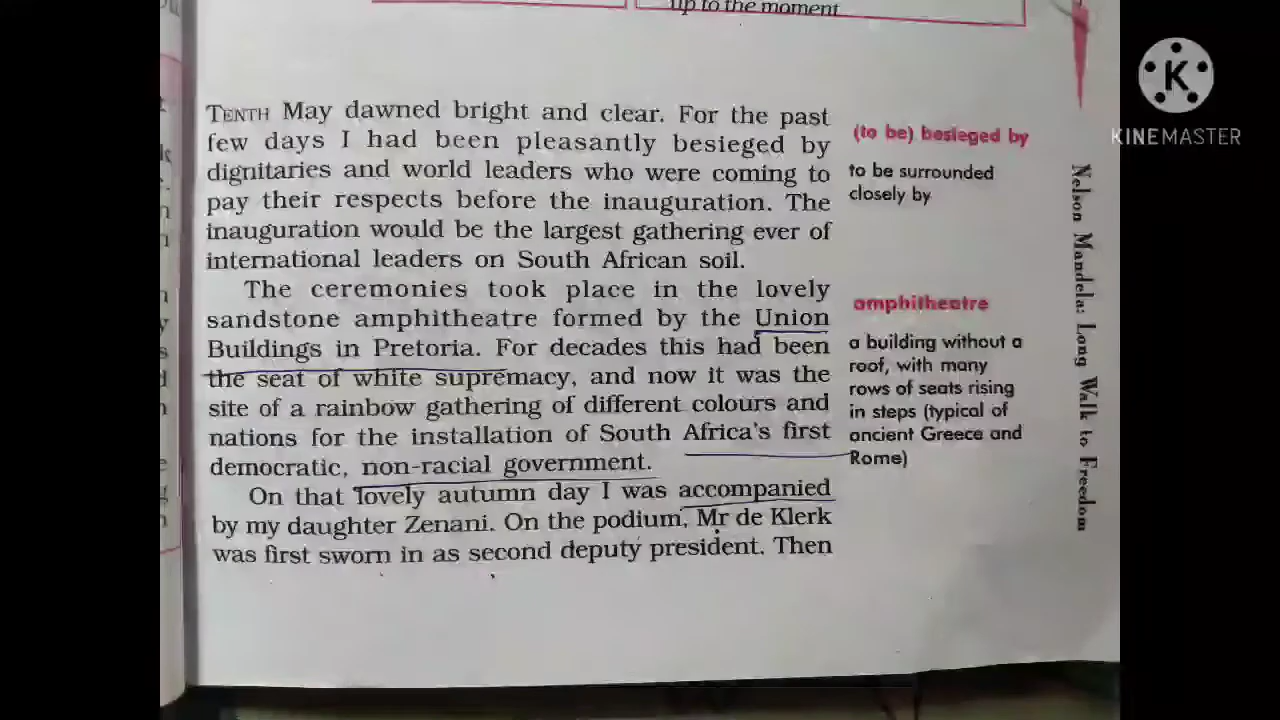 up to the moment
TENTH May dawned bright and clear. For the past
few days I had been pleasantly besieged by
dignitaries and world leaders who were coming to
pay their respects before the inauguration. The
inauguration would be the largest gathering ever of
international leaders on South African soil.
The ceremonies took place in the lovely
sandstone amphitheatre formed by the Union
Buildings in Pretoria. For decades this had been
the seat of white supremacy, and now it was the
site of a rainbow gathering of different colours and
nations for the installation of South Africa's first
democratic, non-racial government.
On that lovely autumn day I was accompanied
by my daughter Zenani. On the podium, Mr de Klerk
was first sworn in as second deputy president. Then
(to be) besieged by
to be surrounded
closely by
amphitheatre
a building without a
roof, with many
rows of seats rising
in steps (typical of
ancient Greece and
Rome)
Nelson Mandela: Long Walk to Freedom
K
KINEMASTER